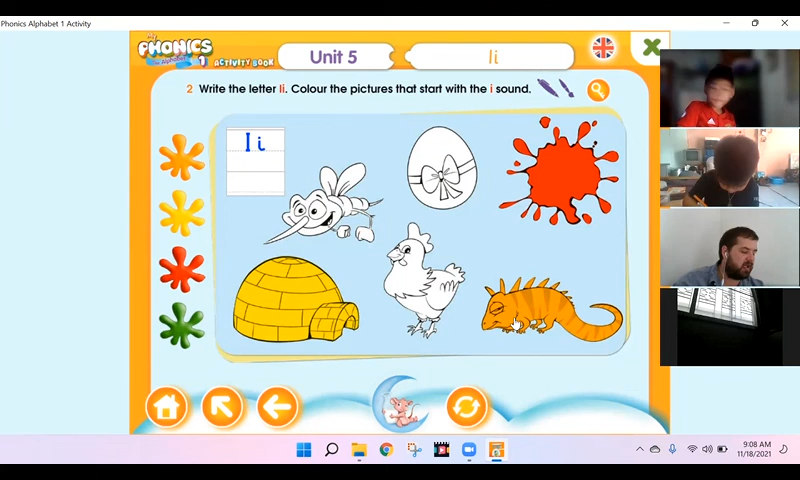 Phonics Alphabet 1 Activity
My
PHONICS
Alphabet 1 ACTIVITY BOOK
Unit 5
Ii
2 Write the letter Ii. Colour the pictures that start with the i sound.
I i
9:08 AM
11/18/2021